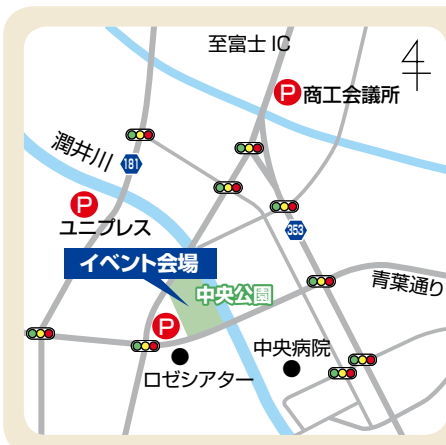 至富士IC
P 商工会議所
潤井川
181
P
ユニプレス
353
イベント会場
中央公園
青葉通り
P
ロゼシアター
中央病院